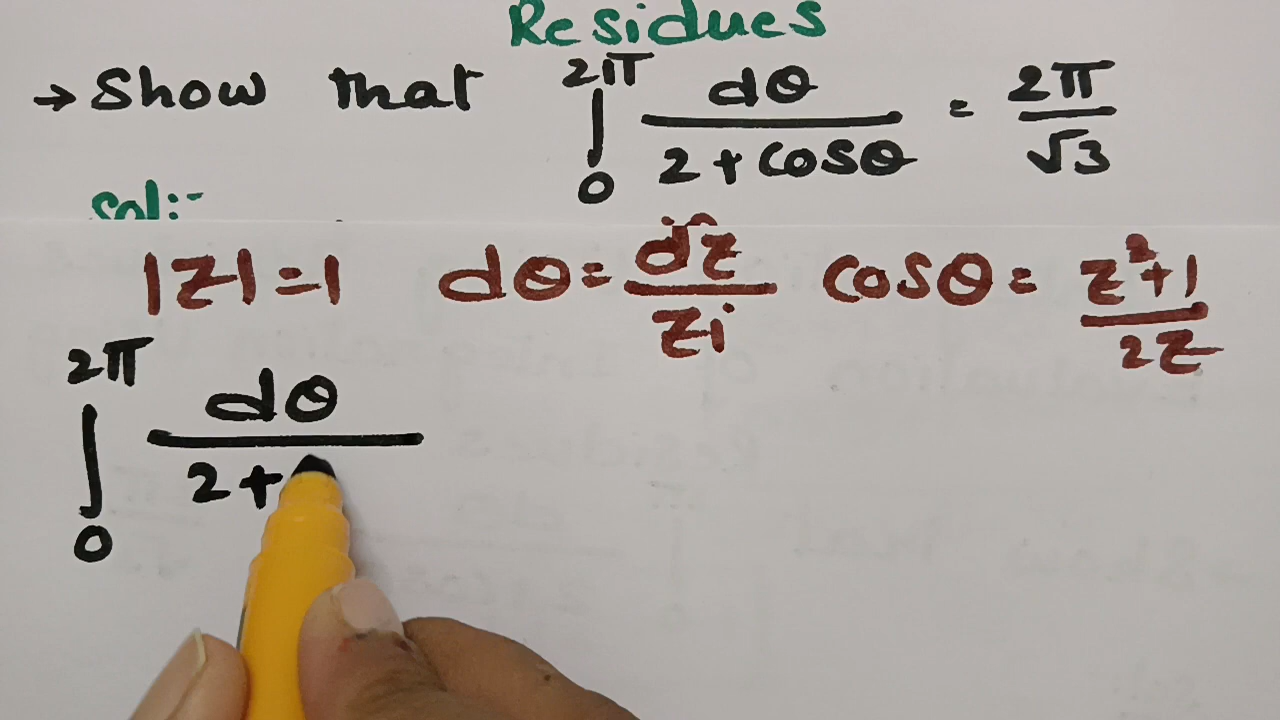 Residues
→ Show that ∫₀^{2π} dθ / (2 + cosθ) = 2π / √3
Sol:-
|z| = 1 dθ = dz / zi cosθ = (z² + 1) / 2z
∫₀^{2π} dθ / 2 +